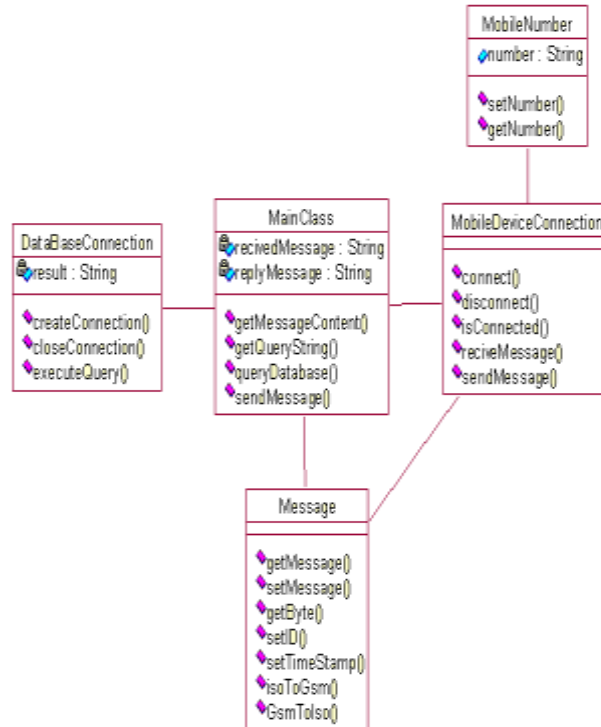 MobileNumber
number : String
setNumber()
getNumber()
DataBaseConnection
result : String
createConnection()
closeConnection()
executeQuery()
MainClass
recivedMessage : String
replyMessage : String
getMessageContent()
getQueryString()
queryDatabase()
sendMessage()
MobileDeviceConnection
connect()
disconnect()
isConnected()
reciveMessage()
sendMessage()
Message
getMessage()
setMessage()
getByte()
setID()
setTimeStamp()
isoToGsm()
GsmToIso()